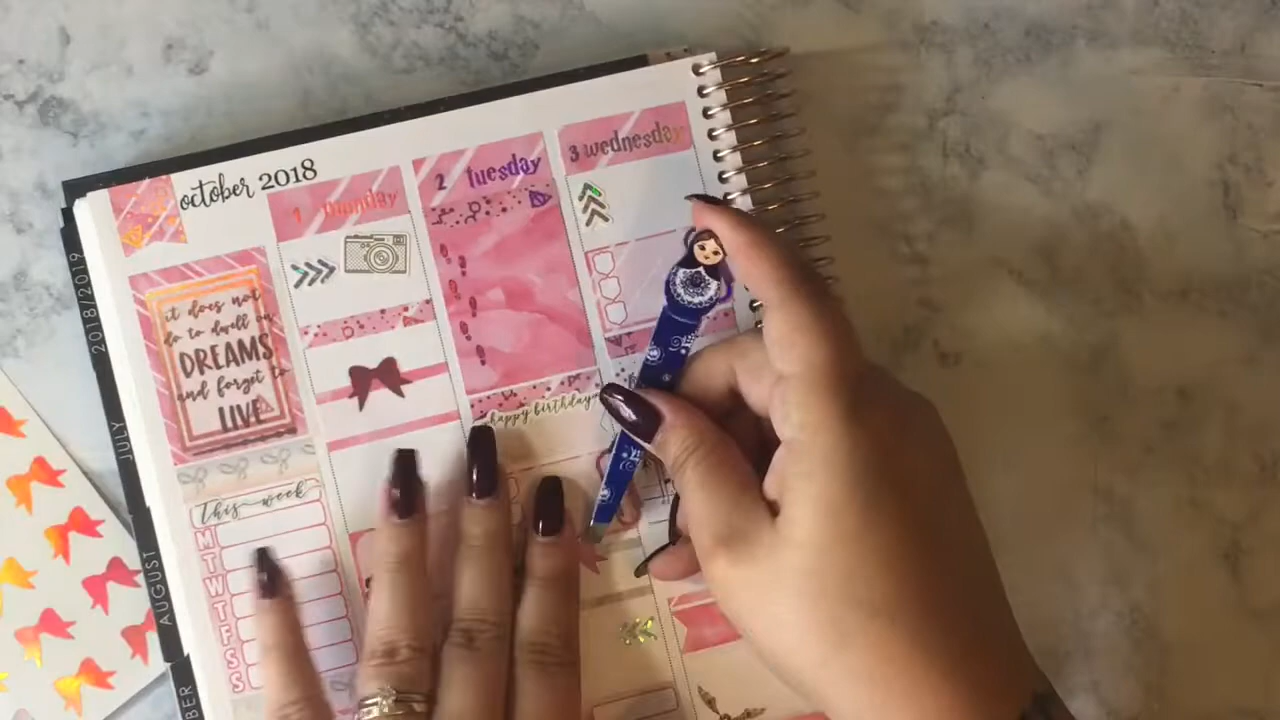 october 2018
1 monday
2 tuesday
3 wednesday
it does not
do to dwell on
DREAMS
and forget to
LIVE
happy birthday
This week
M
T
W
T
F
S
S
2018/2019
JULY
AUGUST